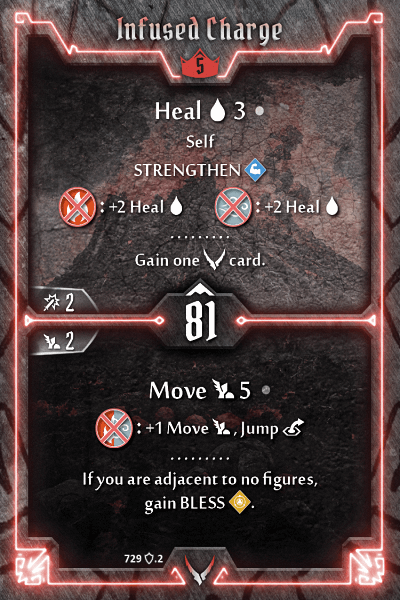 Infused Charge
5
Heal 3
Self
STRENGTHEN
: +2 Heal : +2 Heal
Gain one card.
2
81
2
Move 5
: +1 Move , Jump
If you are adjacent to no figures,
gain BLESS .
729 .2